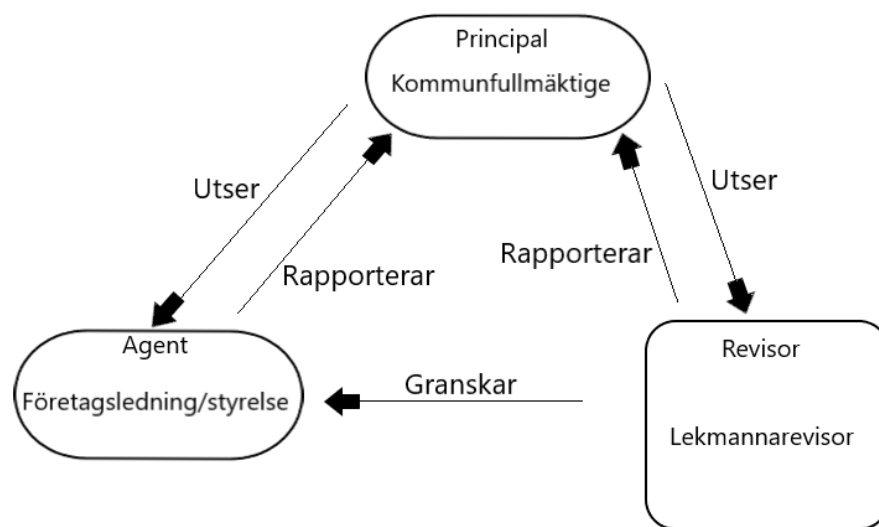 Principal
Kommunfullmäktige
Utser
Utser
Rapporterar
Rapporterar
Agent
Företagsledning/styrelse
Granskar
Revisor
Lekmannarevisor